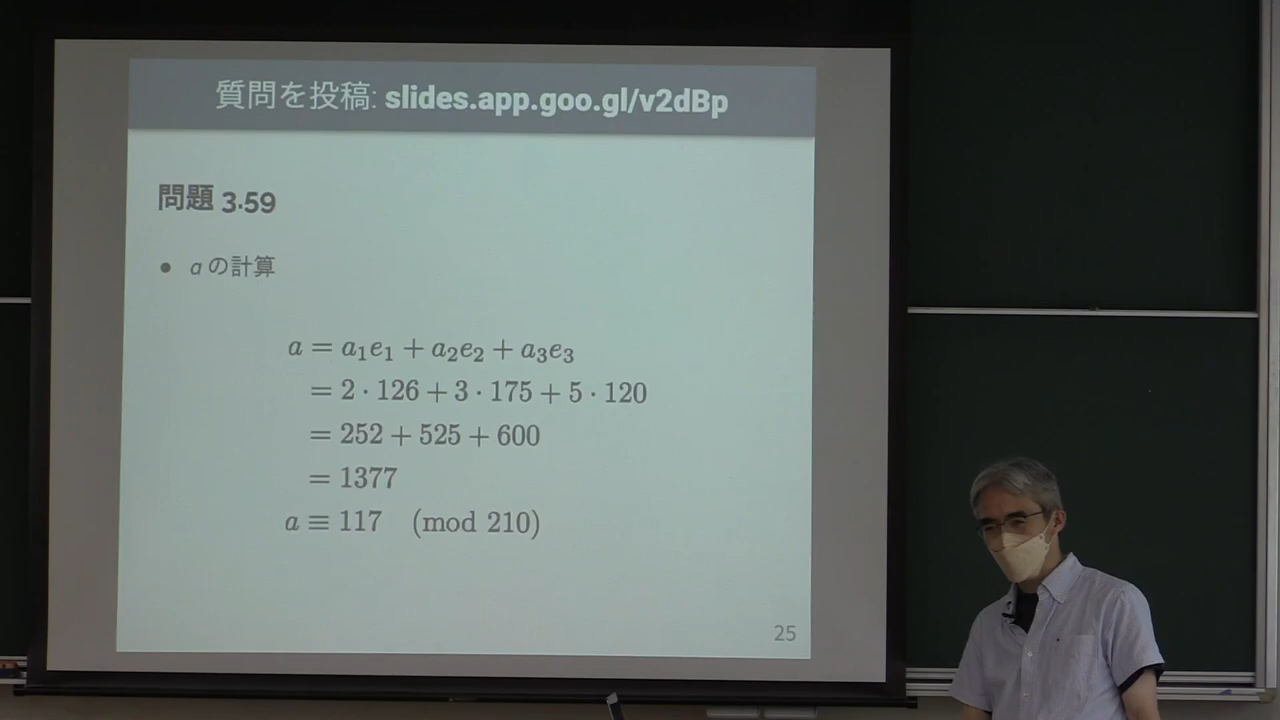 質問を投稿: slides.app.goo.gl/v2dBp
問題 3.59
● a の計算
a = a₁e₁ + a₂e₂ + a₃e₃
= 2 · 126 + 3 · 175 + 5 · 120
= 252 + 525 + 600
= 1377
a ≡ 117 (mod 210)
25